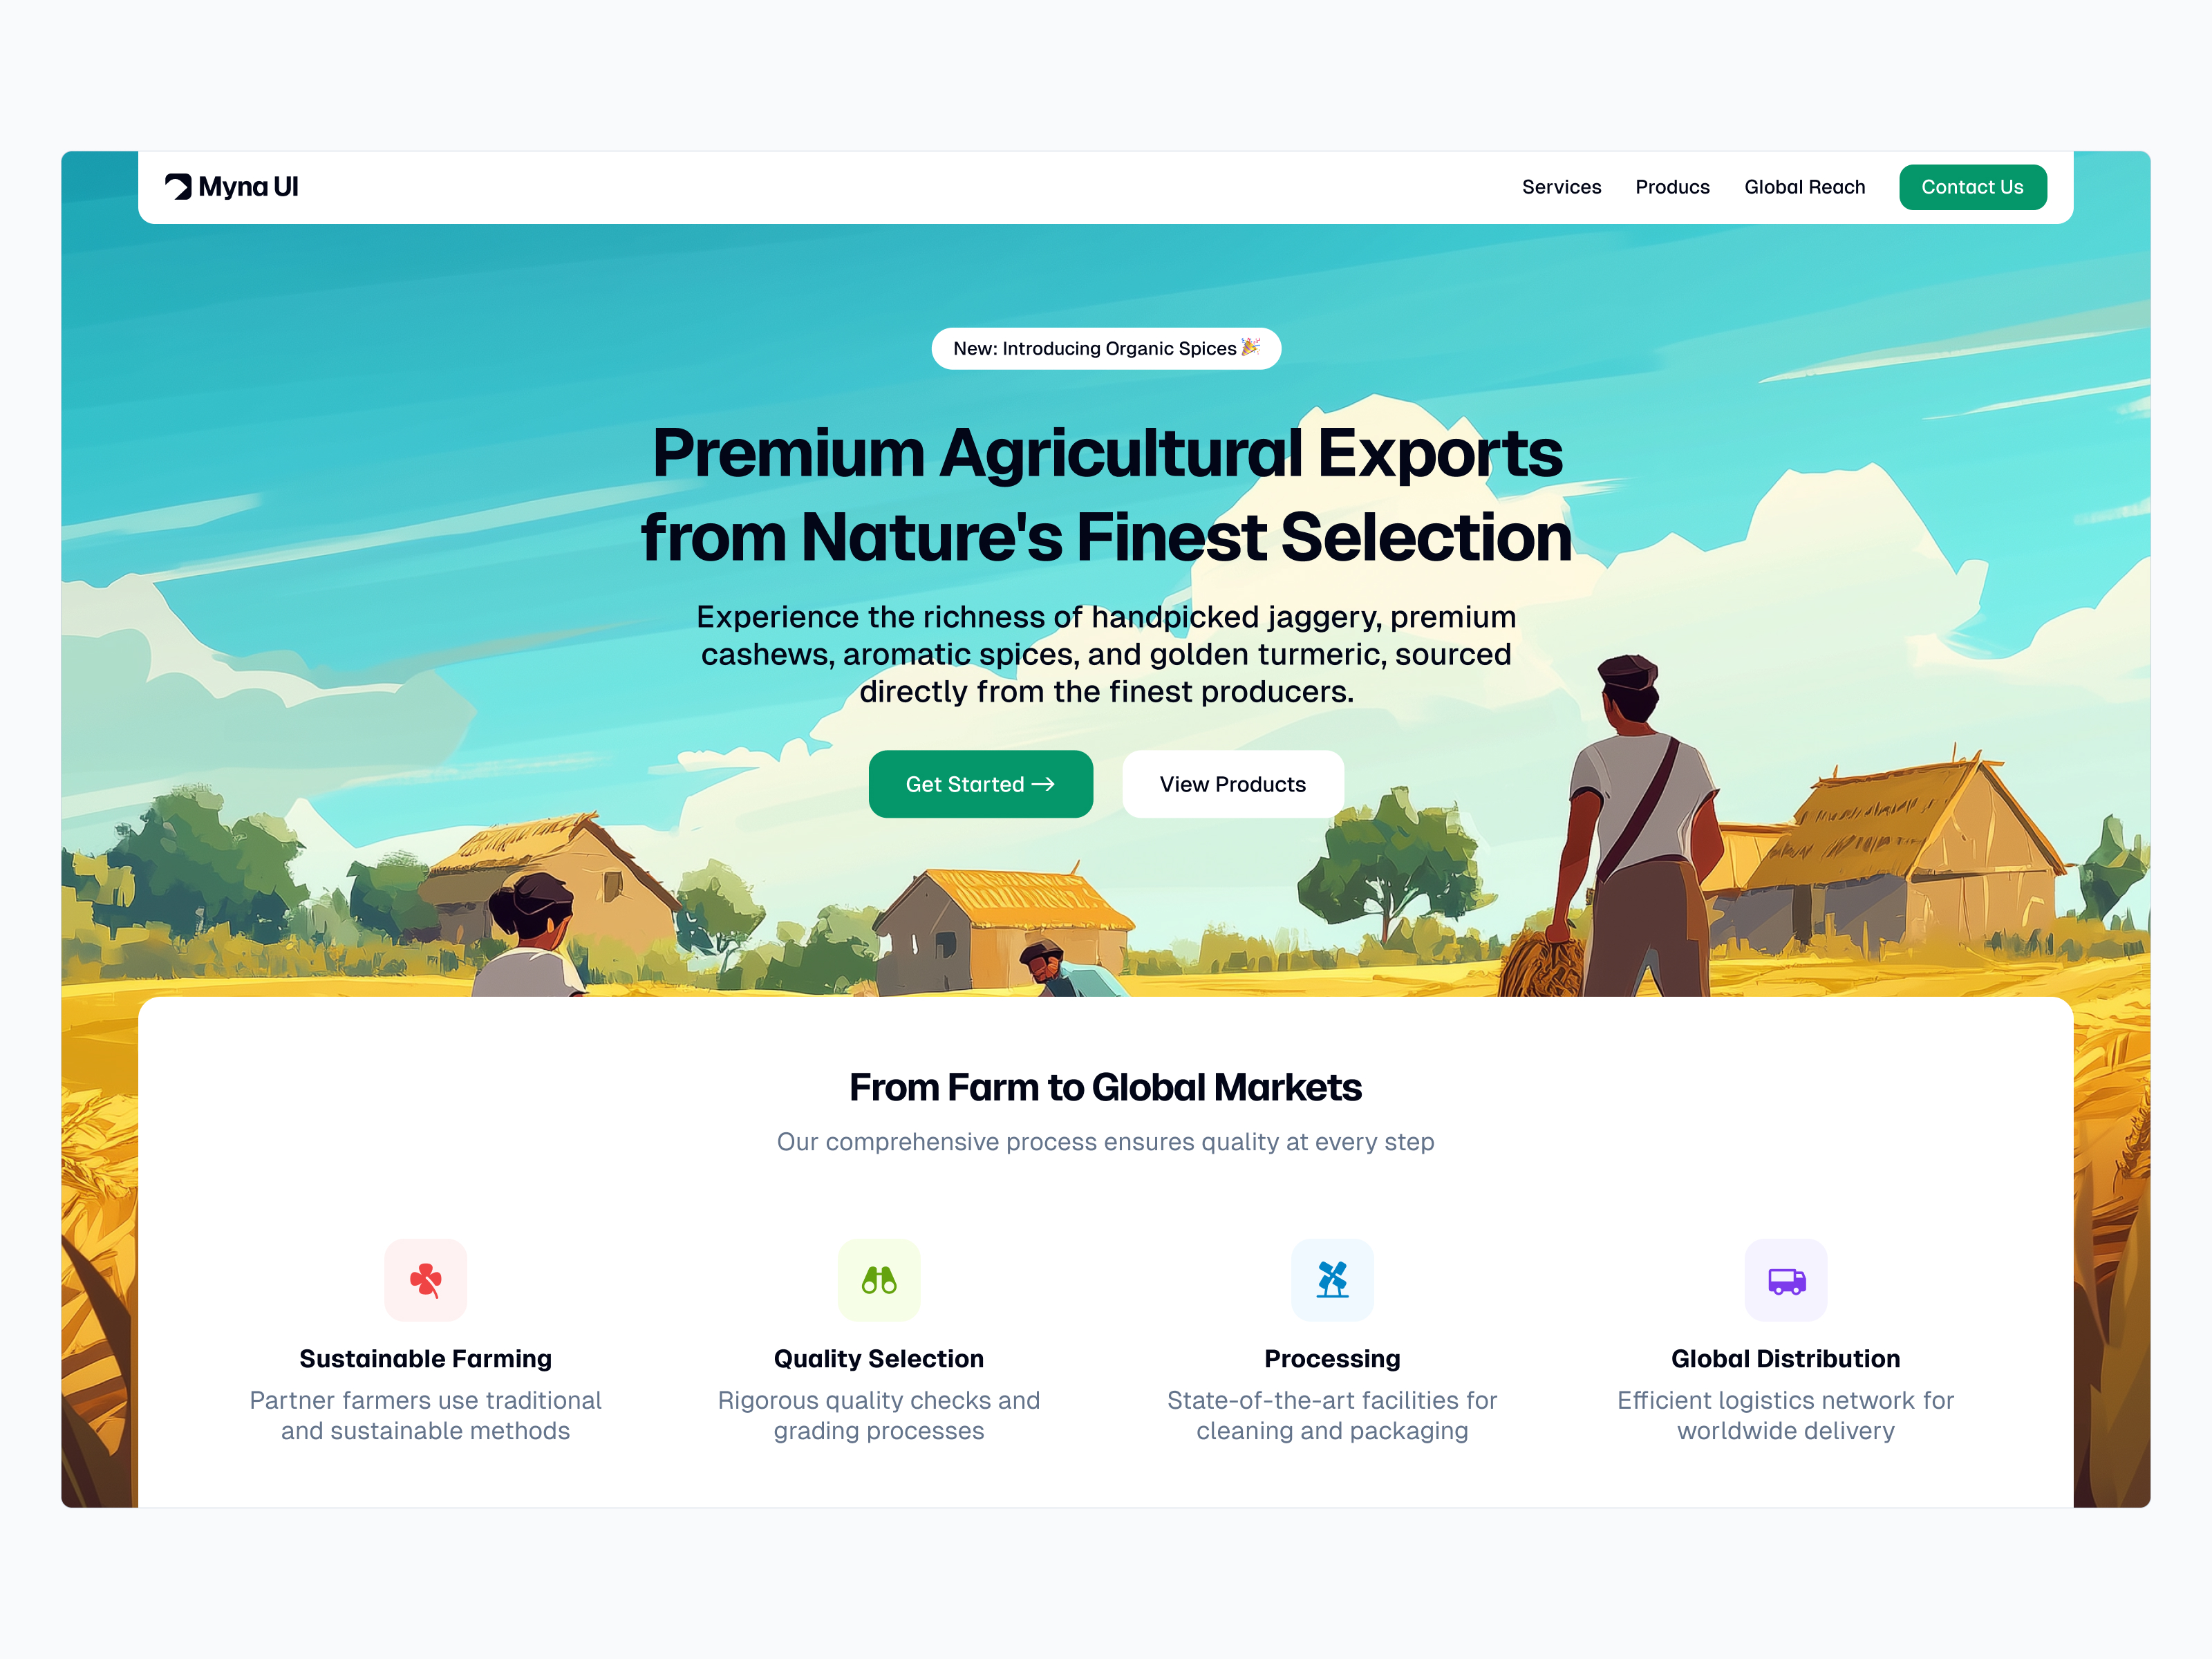 Myna UI
Services
Producs
Global Reach
Contact Us
New: Introducing Organic Spices 🎉
Premium Agricultural Exports
from Nature's Finest Selection
Experience the richness of handpicked jaggery, premium
cashews, aromatic spices, and golden turmeric, sourced
directly from the finest producers.
Get Started →
View Products
From Farm to Global Markets
Our comprehensive process ensures quality at every step
Sustainable Farming
Partner farmers use traditional
and sustainable methods
Quality Selection
Rigorous quality checks and
grading processes
Processing
State-of-the-art facilities for
cleaning and packaging
Global Distribution
Efficient logistics network for
worldwide delivery